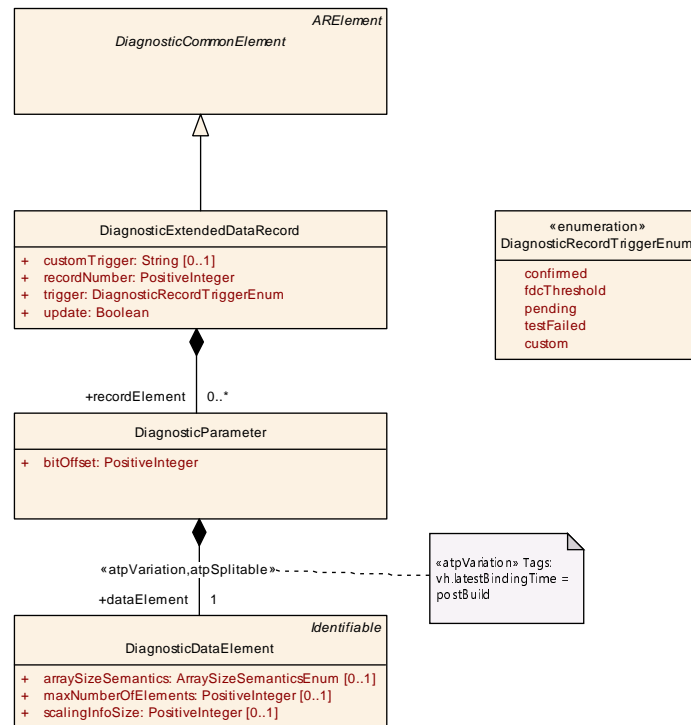 ARElement
DiagnosticCommonElement
DiagnosticExtendedDataRecord
+ customTrigger: String [0..1]
+ recordNumber: PositiveInteger
+ trigger: DiagnosticRecordTriggerEnum
+ update: Boolean
«enumeration»
DiagnosticRecordTriggerEnum
confirmed
fdcThreshold
pending
testFailed
custom
+recordElement 0..*
DiagnosticParameter
+ bitOffset: PositiveInteger
«atpVariation,atpSplitable»
+dataElement 1
«atpVariation» Tags:
vh.latestBindingTime =
postBuild
Identifiable
DiagnosticDataElement
+ arraySizeSemantics: ArraySizeSemanticsEnum [0..1]
+ maxNumberOfElements: PositiveInteger [0..1]
+ scalingInfoSize: PositiveInteger [0..1]